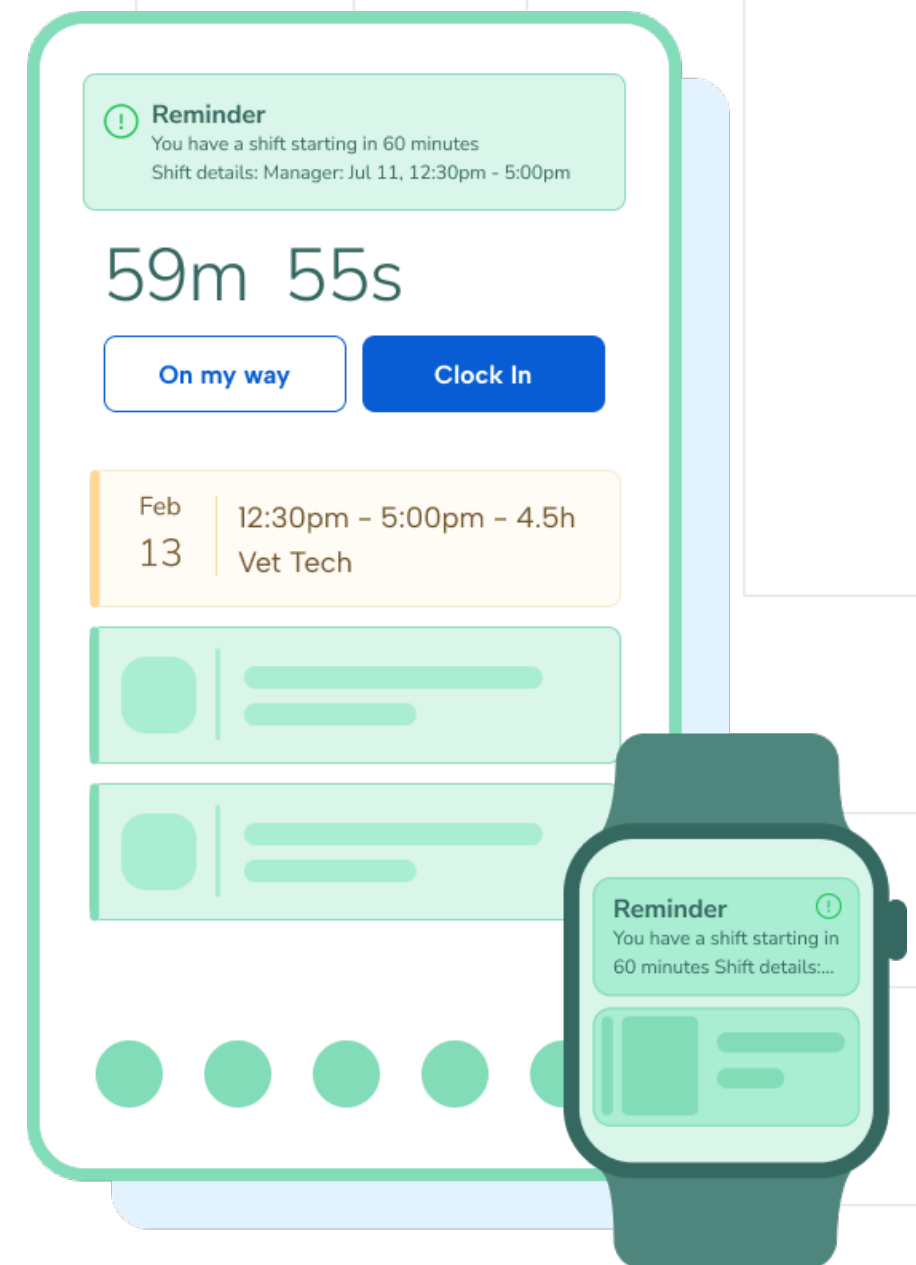 Reminder
You have a shift starting in 60 minutes
Shift details: Manager: Jul 11, 12:30pm - 5:00pm
59m 55s
On my way
Clock In
Feb
13
12:30pm - 5:00pm - 4.5h
Vet Tech
Reminder
You have a shift starting in
60 minutes Shift details:...